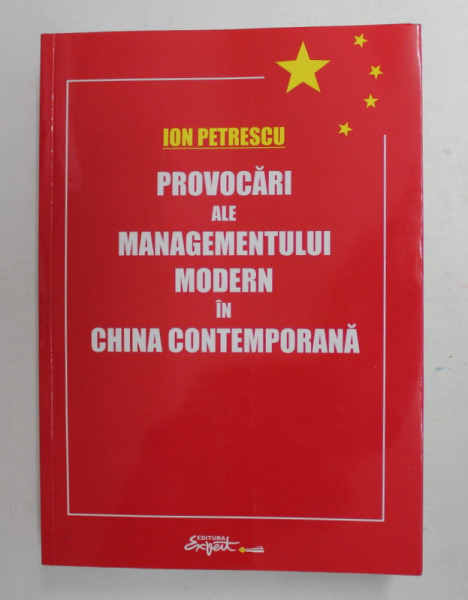 ION PETRESCU
PROVOCĂRI
ALE
MANAGEMENTULUI
MODERN
ÎN
CHINA CONTEMPORANĂ
EDITURA
Expert